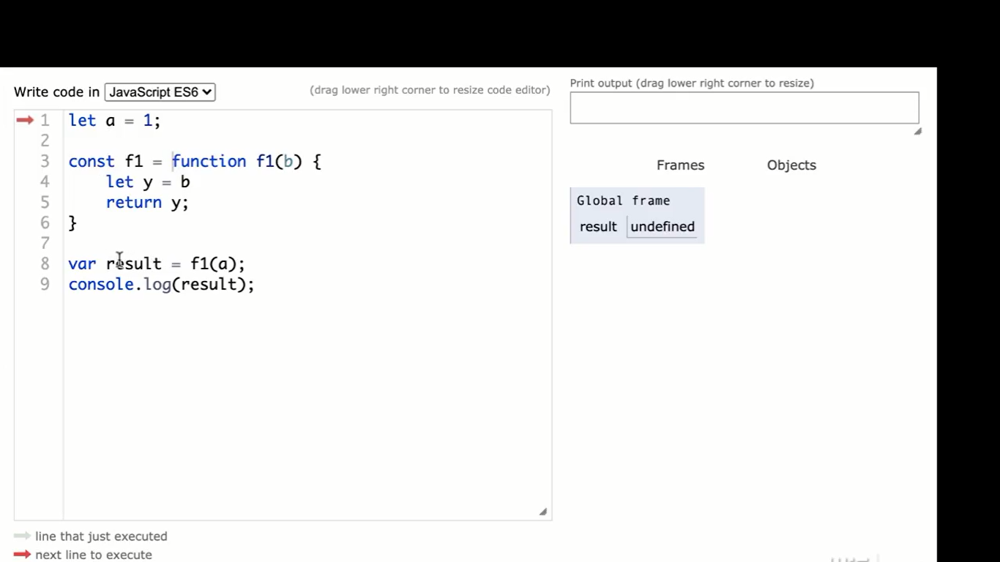 Write code in JavaScript ES6
(drag lower right corner to resize code editor)
1 let a = 1;
2
3 const f1 = function f1(b) {
4     let y = b
5     return y;
6 }
7
8 var result = f1(a);
9 console.log(result);
line that just executed
next line to execute
Print output (drag lower right corner to resize)
Frames Objects
Global frame
result undefined